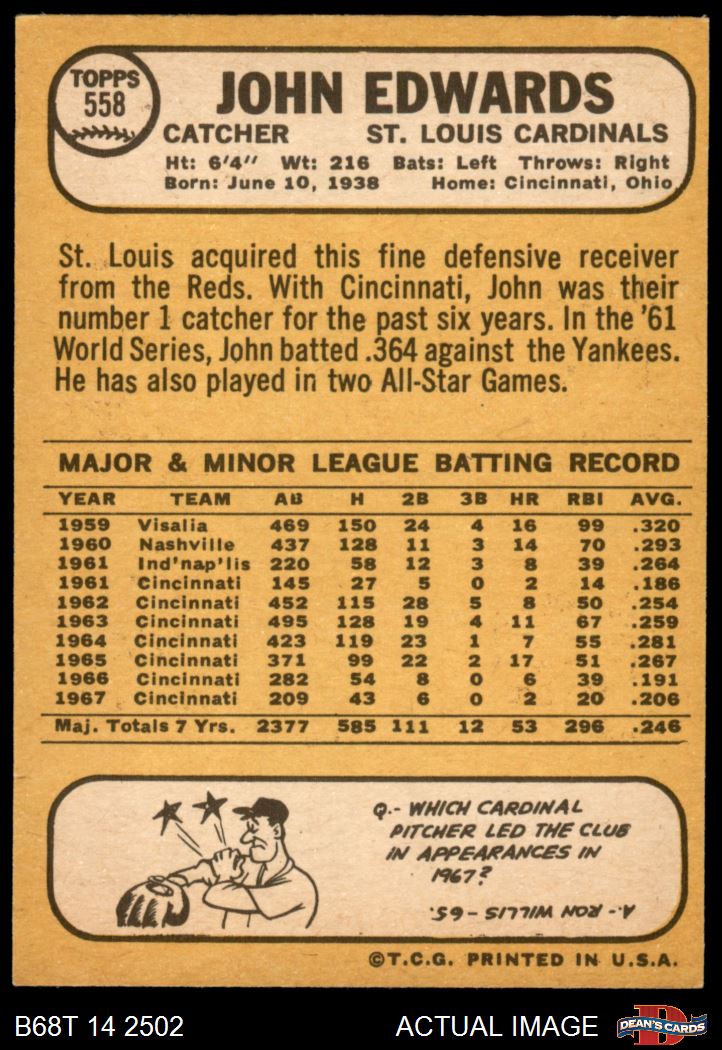 TOPPS
558
JOHN EDWARDS
CATCHER ST. LOUIS CARDINALS
Ht: 6'4" Wt: 216 Bats: Left Throws: Right
Born: June 10, 1938 Home: Cincinnati, Ohio
St. Louis acquired this fine defensive receiver
from the Reds. With Cincinnati, John was their
number 1 catcher for the past six years. In the '61
World Series, John batted .364 against the Yankees.
He has also played in two All-Star Games.
MAJOR & MINOR LEAGUE BATTING RECORD
YEAR TEAM AB H 2B 3B HR RBI AVG.
1959 Visalia 469 150 24 4 16 99 .320
1960 Nashville 437 128 11 3 14 70 .293
1961 Ind'nap'lis 220 58 12 3 8 39 .264
1961 Cincinnati 145 27 5 0 2 14 .186
1962 Cincinnati 452 115 28 5 8 50 .254
1963 Cincinnati 495 128 19 4 11 67 .259
1964 Cincinnati 423 119 23 1 7 55 .281
1965 Cincinnati 371 99 22 2 17 51 .267
1966 Cincinnati 282 54 8 0 6 39 .191
1967 Cincinnati 209 43 6 0 2 20 .206
Maj. Totals 7 Yrs. 2377 585 111 12 53 296 .246
Q.- WHICH CARDINAL
PITCHER LED THE CLUB
IN APPEARANCES IN
1967?
A.- RON WILLIS -65.
©T.C.G. PRINTED IN U.S.A.
B68T 14 2502 ACTUAL IMAGE
D
DEAN'S CARDS